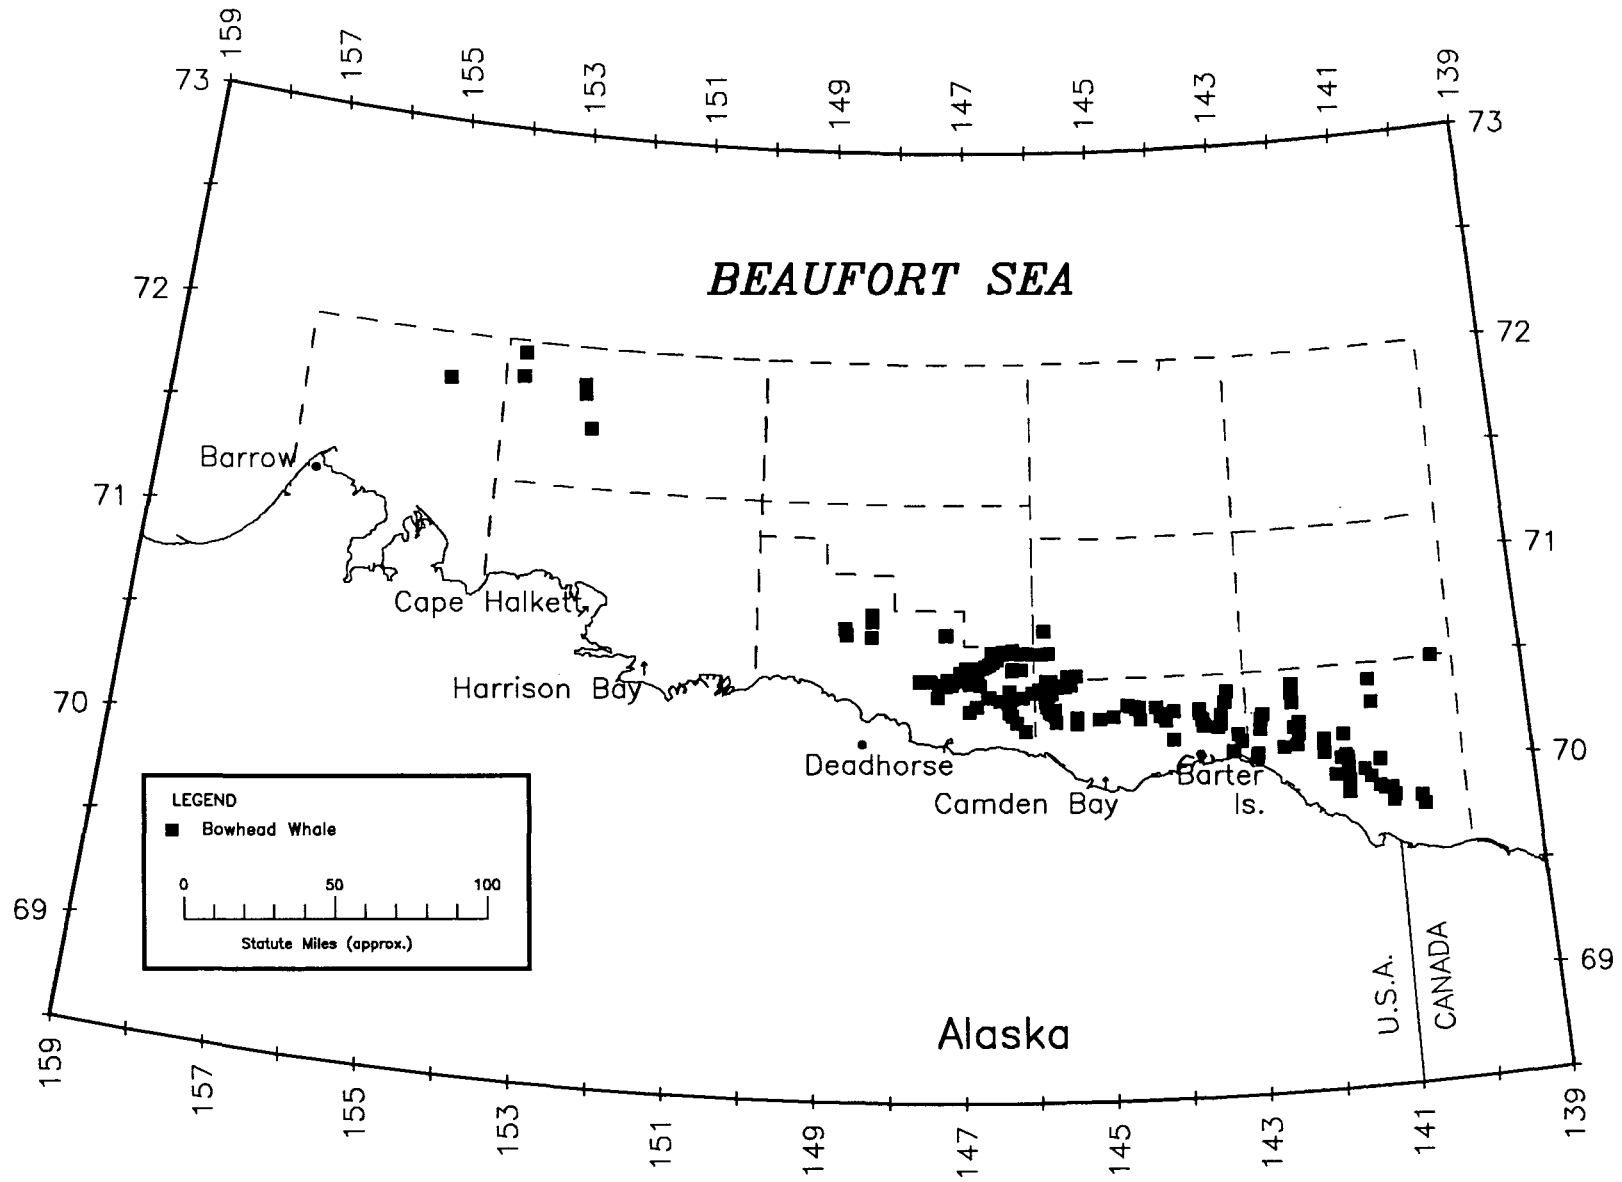 159
157
155
153
151
149
147
145
143
141
139
73
73
BEAUFORT SEA
72
72
Barrow
71
71
Cape Halkett
Harrison Bay
70
70
Deadhorse
Barter
Is.
Camden Bay
LEGEND
Bowhead Whale
0 50 100
Statute Miles (approx.)
69
69
U.S.A.
CANADA
Alaska
159
157
155
153
151
149
147
145
143
141
139